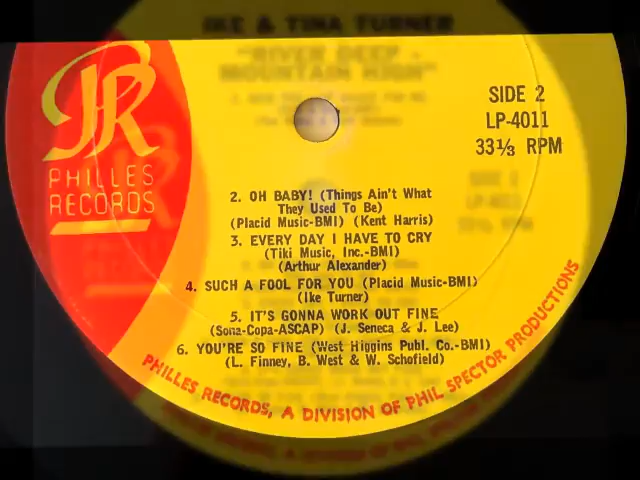 IKE & TINA TURNER
"RIVER DEEP -
MOUNTAIN HIGH"
SIDE 2
LP-4011
33⅓ RPM
PR
PHILLES
RECORDS
2. OH BABY! (Things Ain't What
They Used To Be)
(Placid Music-BMI) (Kent Harris)
3. EVERY DAY I HAVE TO CRY
(Tiki Music, Inc.-BMI)
(Arthur Alexander)
4. SUCH A FOOL FOR YOU (Placid Music-BMI)
(Ike Turner)
5. IT'S GONNA WORK OUT FINE
(Sona-Copa-ASCAP) (J. Seneca & J. Lee)
6. YOU'RE SO FINE (West Higgins Publ. Co.-BMI)
(L. Finney, B. West & W. Schofield)
PHILLES RECORDS, A DIVISION OF PHIL SPECTOR PRODUCTIONS